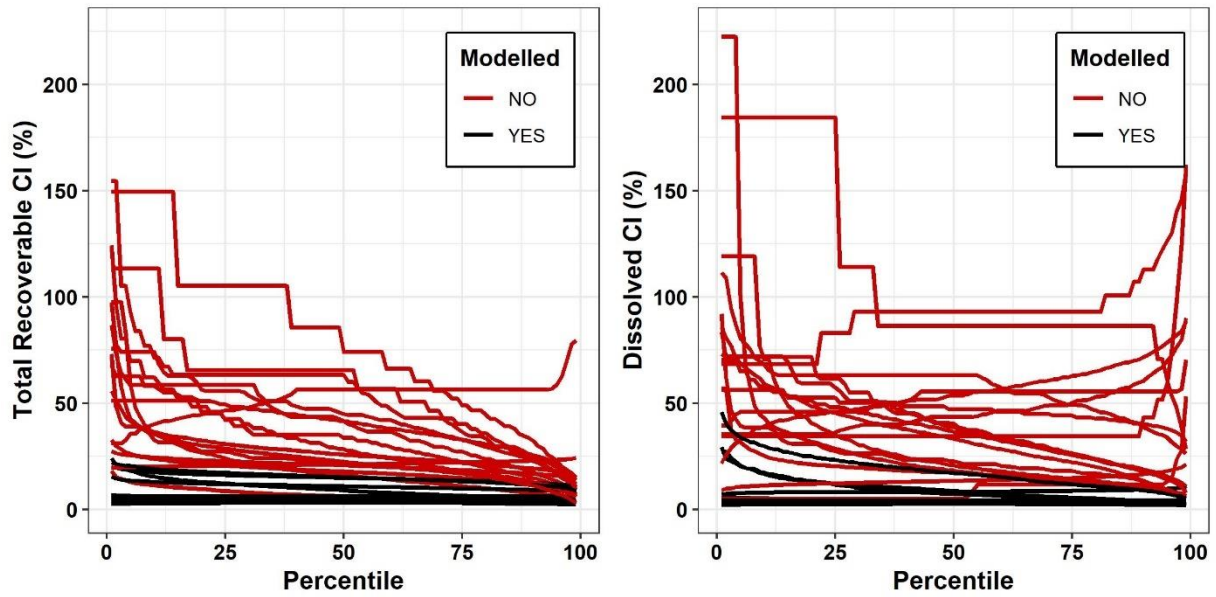 Total Recoverable CI (%)
200
150
100
50
0
0 25 50 75 100
Percentile
Modelled
NO
YES
Dissolved CI (%)
200
150
100
50
0
0 25 50 75 100
Percentile
Modelled
NO
YES